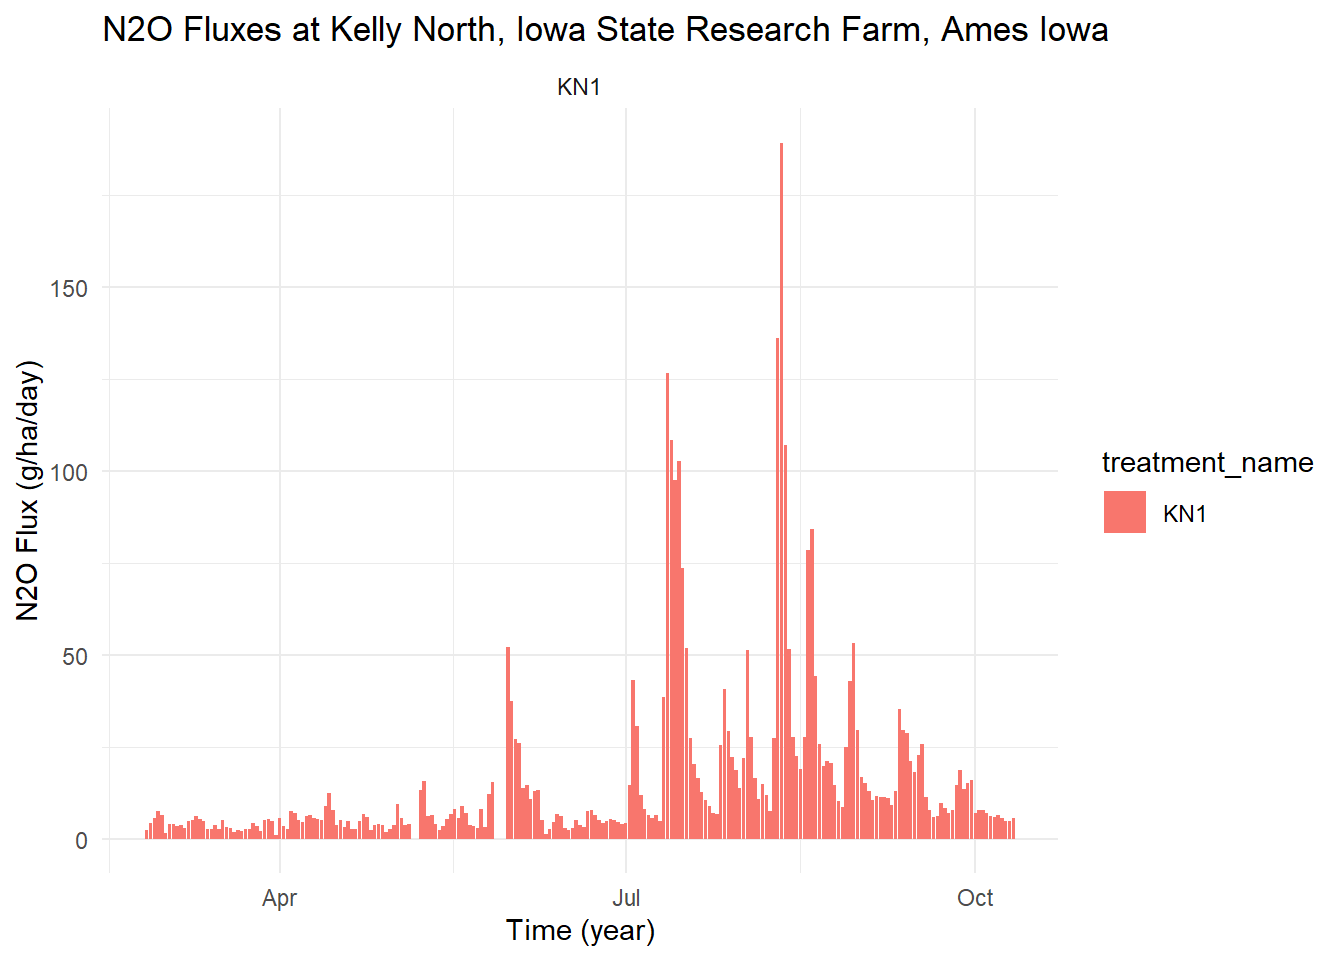 N2O Fluxes at Kelly North, Iowa State Research Farm, Ames Iowa
KN1
150
100
50
0
N2O Flux (g/ha/day)
Apr
Jul
Oct
Time (year)
treatment_name
KN1